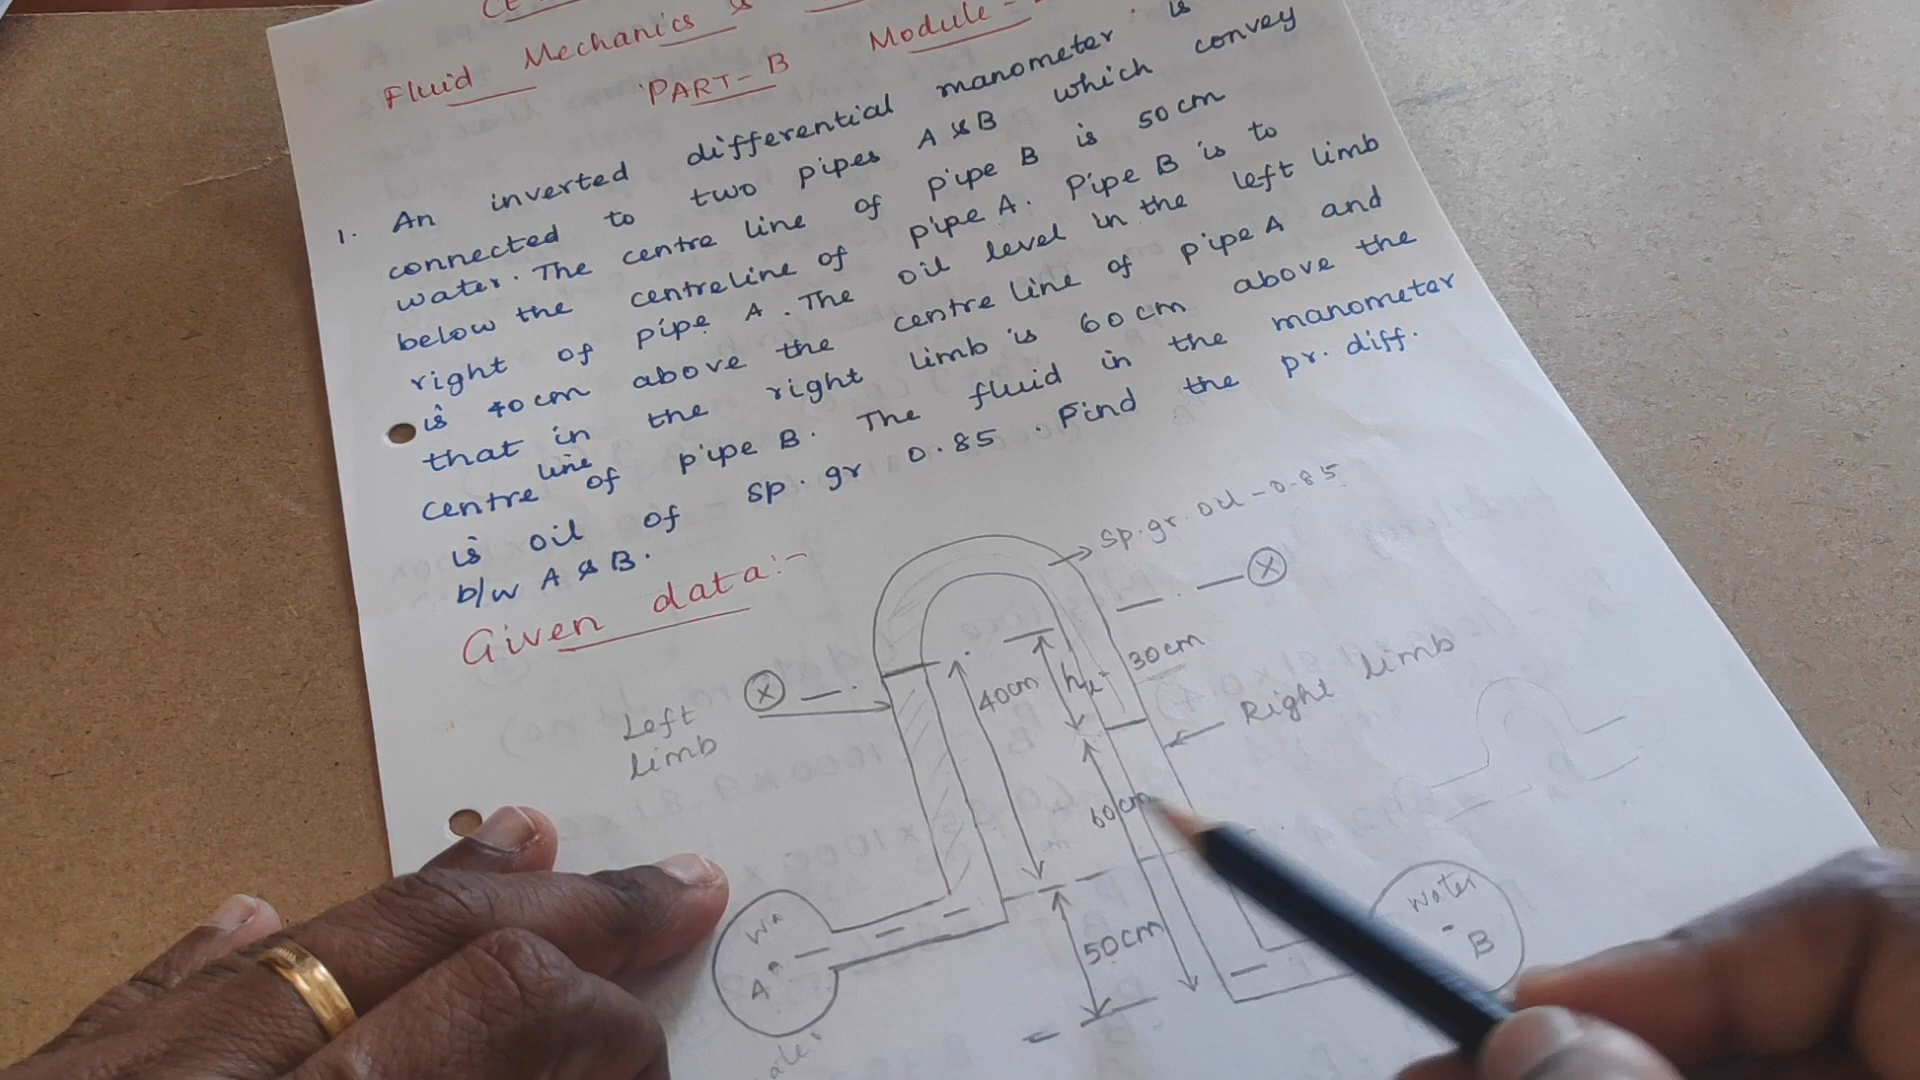 Fluid Mechanics &
PART-B Module -
1. An inverted differential manometer is
connected to two pipes A & B which convey
water. The centre line of pipe B is 50 cm
below the centreline of pipe A. Pipe B is to
right of pipe A. The oil level in the left limb
is 40cm above the centre line of pipe A and
that in the right limb is 60 cm above the
centre line of pipe B. The fluid in the manometer
is oil of sp. gr 0.85. Find the pr. diff.
b/w A & B.
Given data:-
Sp. gr. oil - 0.85
X
X
30cm
Left
limb
40cm
Right limb
60cm
50cm
Wa
A
Water
B